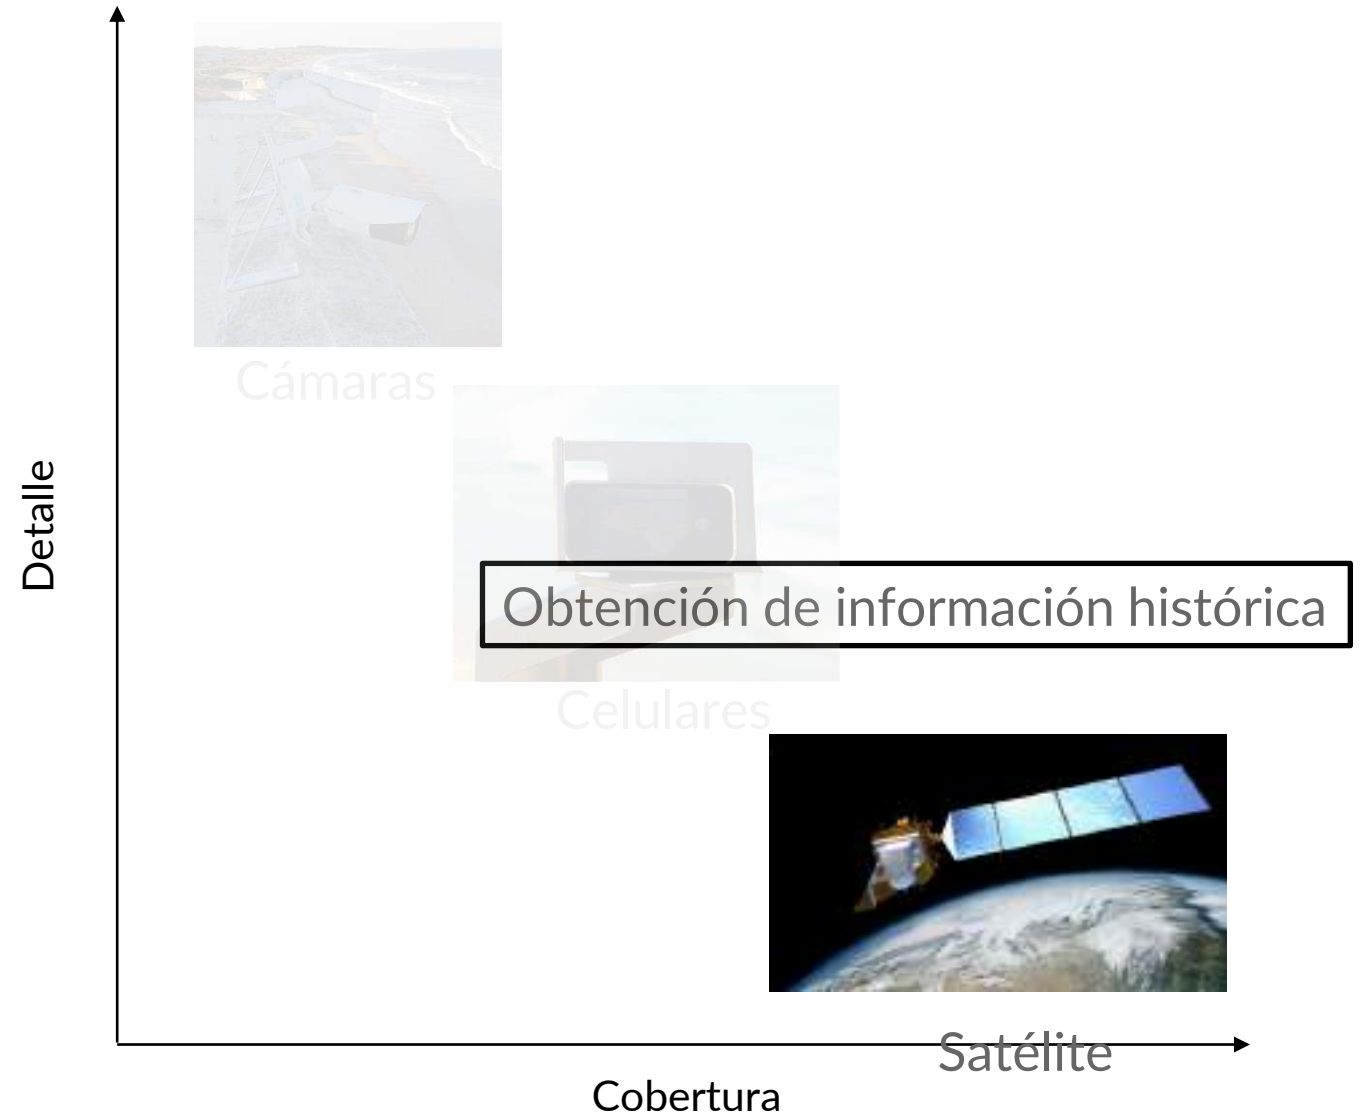 Cámaras
Detalle
Obtención de información histórica
Celulares
Satélite
Cobertura